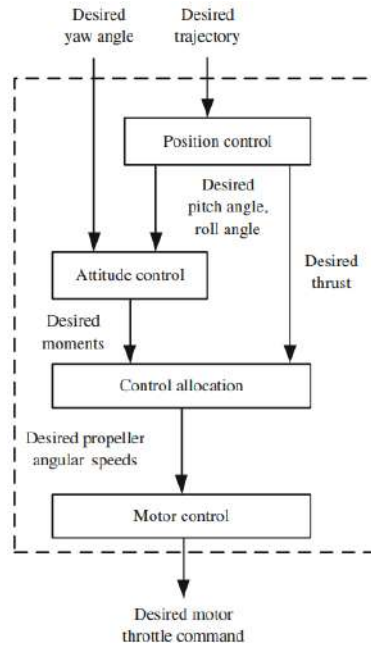 Desired
yaw angle
Desired
trajectory
Position control
Desired
pitch angle,
roll angle
Attitude control
Desired
thrust
Desired
moments
Control allocation
Desired propeller
angular speeds
Motor control
Desired motor
throttle command